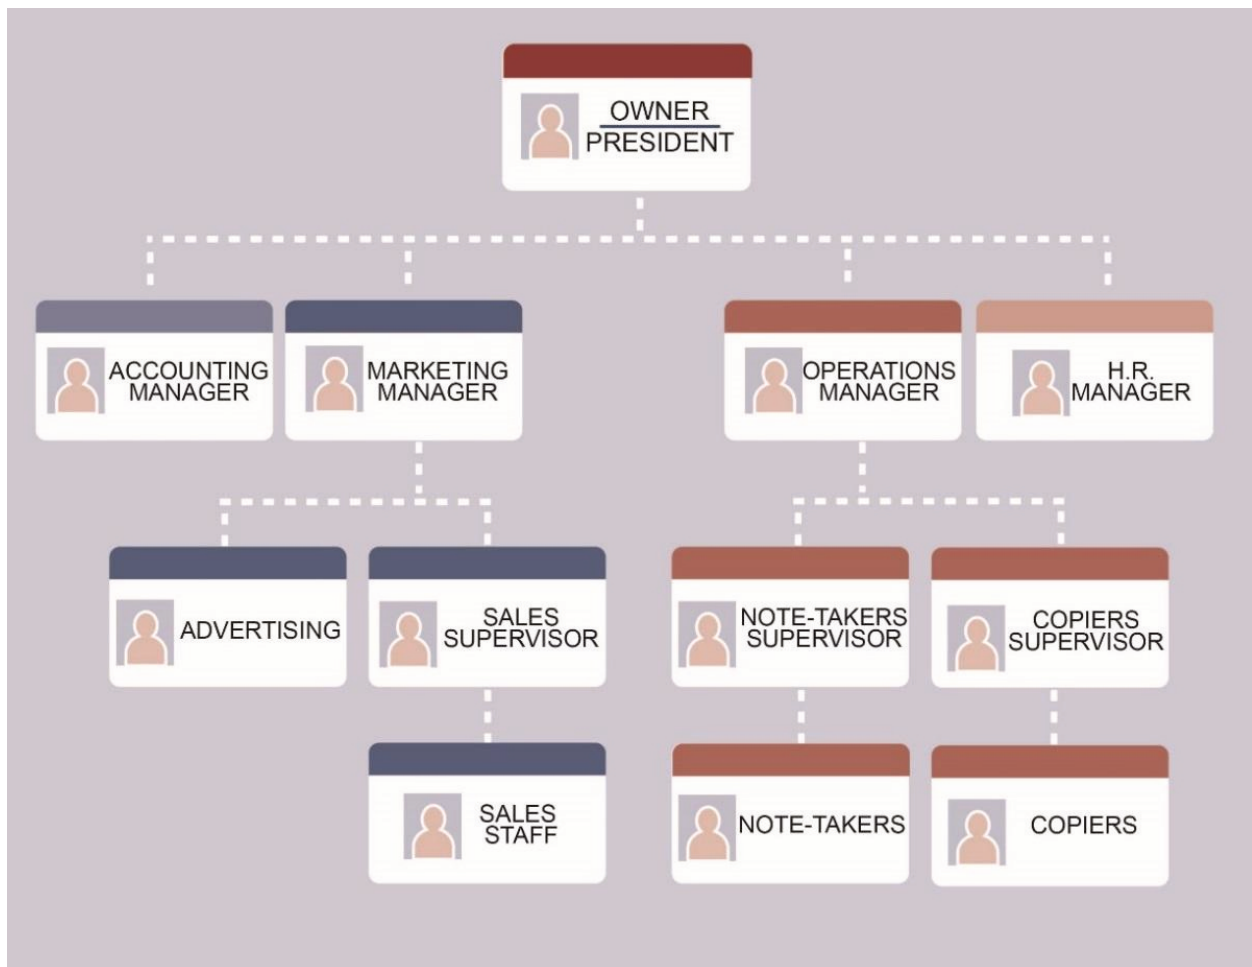 OWNER
PRESIDENT
ACCOUNTING
MANAGER
MARKETING
MANAGER
OPERATIONS
MANAGER
H.R.
MANAGER
ADVERTISING
SALES
SUPERVISOR
NOTE-TAKERS
SUPERVISOR
COPIERS
SUPERVISOR
SALES
STAFF
NOTE-TAKERS
COPIERS